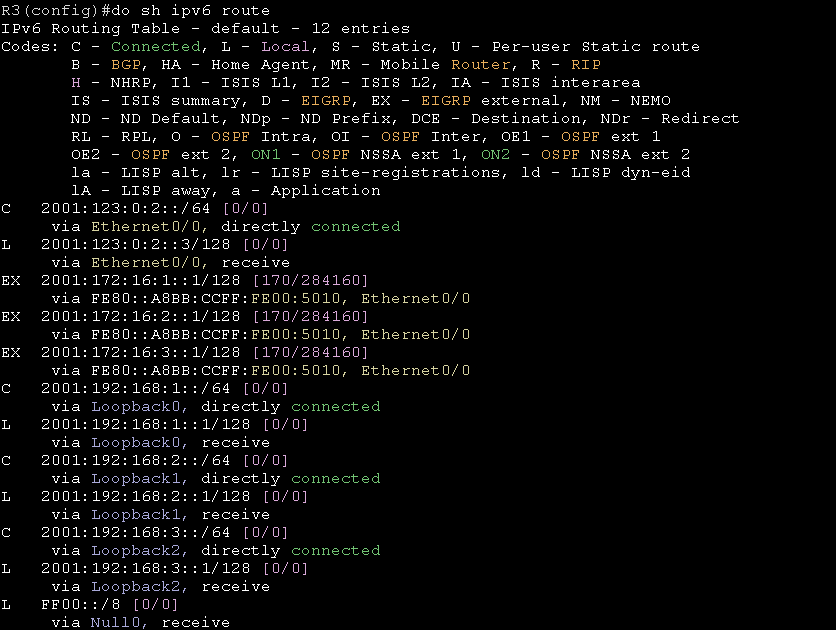 R3(config)#do sh ipv6 route
IPv6 Routing Table - default - 12 entries
Codes: C - Connected, L - Local, S - Static, U - Per-user Static route
       B - BGP, HA - Home Agent, MR - Mobile Router, R - RIP
       H - NHRP, I1 - ISIS L1, I2 - ISIS L2, IA - ISIS interarea
       IS - ISIS summary, D - EIGRP, EX - EIGRP external, NM - NEMO
       ND - ND Default, NDp - ND Prefix, DCE - Destination, NDr - Redirect
       RL - RPL, O - OSPF Intra, OI - OSPF Inter, OE1 - OSPF ext 1
       OE2 - OSPF ext 2, ON1 - OSPF NSSA ext 1, ON2 - OSPF NSSA ext 2
       la - LISP alt, lr - LISP site-registrations, ld - LISP dyn-eid
       lA - LISP away, a - Application
C   2001:123:0:2::/64 [0/0]
     via Ethernet0/0, directly connected
L   2001:123:0:2::3/128 [0/0]
     via Ethernet0/0, receive
EX  2001:172:16:1::1/128 [170/284160]
     via FE80::A8BB:CCFF:FE00:5010, Ethernet0/0
EX  2001:172:16:2::1/128 [170/284160]
     via FE80::A8BB:CCFF:FE00:5010, Ethernet0/0
EX  2001:172:16:3::1/128 [170/284160]
     via FE80::A8BB:CCFF:FE00:5010, Ethernet0/0
C   2001:192:168:1::/64 [0/0]
     via Loopback0, directly connected
L   2001:192:168:1::1/128 [0/0]
     via Loopback0, receive
C   2001:192:168:2::/64 [0/0]
     via Loopback1, directly connected
L   2001:192:168:2::1/128 [0/0]
     via Loopback1, receive
C   2001:192:168:3::/64 [0/0]
     via Loopback2, directly connected
L   2001:192:168:3::1/128 [0/0]
     via Loopback2, receive
L   FF00::/8 [0/0]
     via Null0, receive